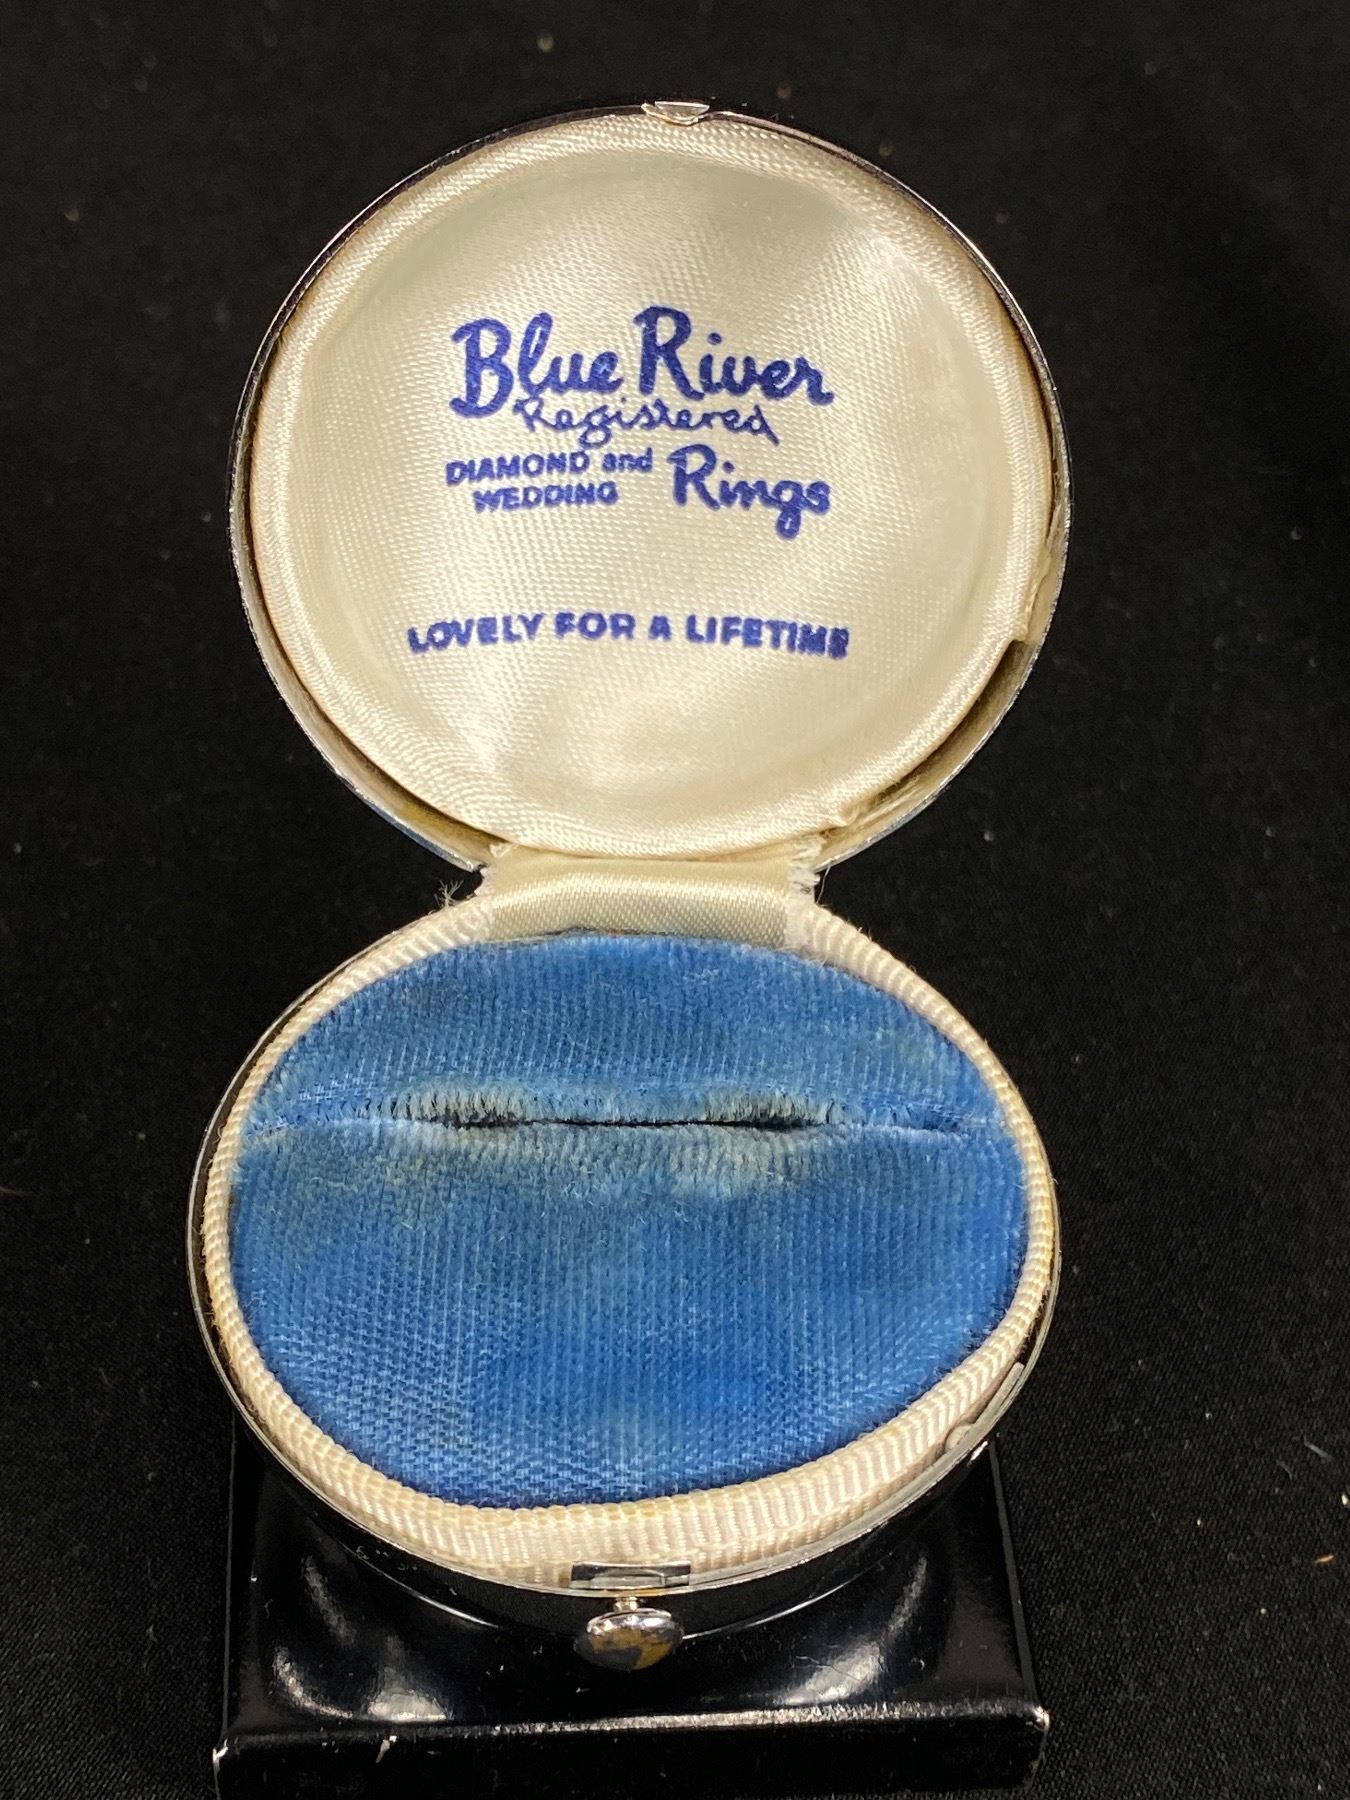 Blue River
Registered
DIAMOND and
WEDDING Rings
LOVELY FOR A LIFETIME